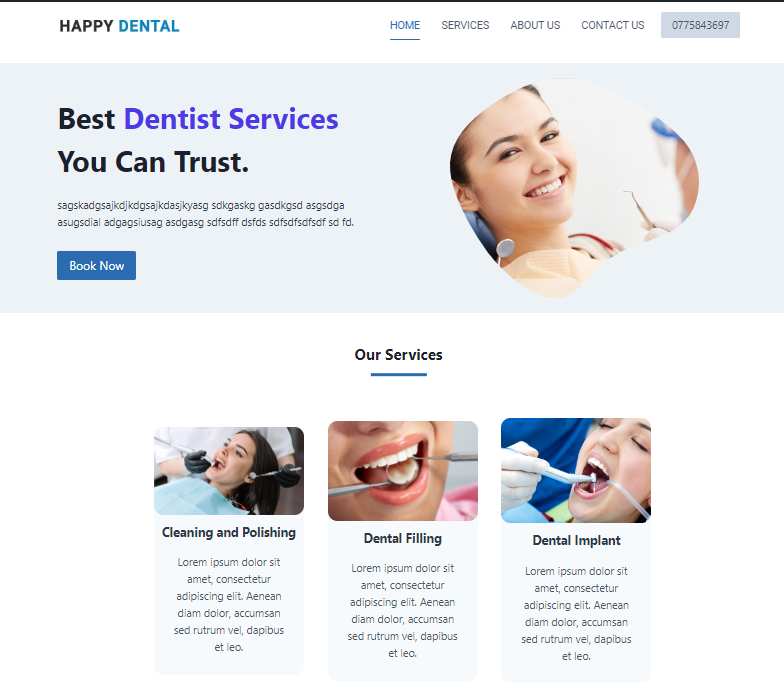 HAPPY DENTAL
HOME SERVICES ABOUT US CONTACT US 0775843697
Best Dentist Services
You Can Trust.
sagskadgsajkdjkdgsajkdasjkyasg sdkgaskg gasdkgsd asgsdga
asugsdial adgagsiusag asdgasg sdfsdff dsfds sdfsdfsdfsdf sd fd.
Book Now
Our Services
Cleaning and Polishing
Lorem ipsum dolor sit
amet, consectetur
adipiscing elit. Aenean
diam dolor, accumsan
sed rutrum vel, dapibus
et leo.
Dental Filling
Lorem ipsum dolor sit
amet, consectetur
adipiscing elit. Aenean
diam dolor, accumsan
sed rutrum vel, dapibus
et leo.
Dental Implant
Lorem ipsum dolor sit
amet, consectetur
adipiscing elit. Aenean
diam dolor, accumsan
sed rutrum vel, dapibus
et leo.